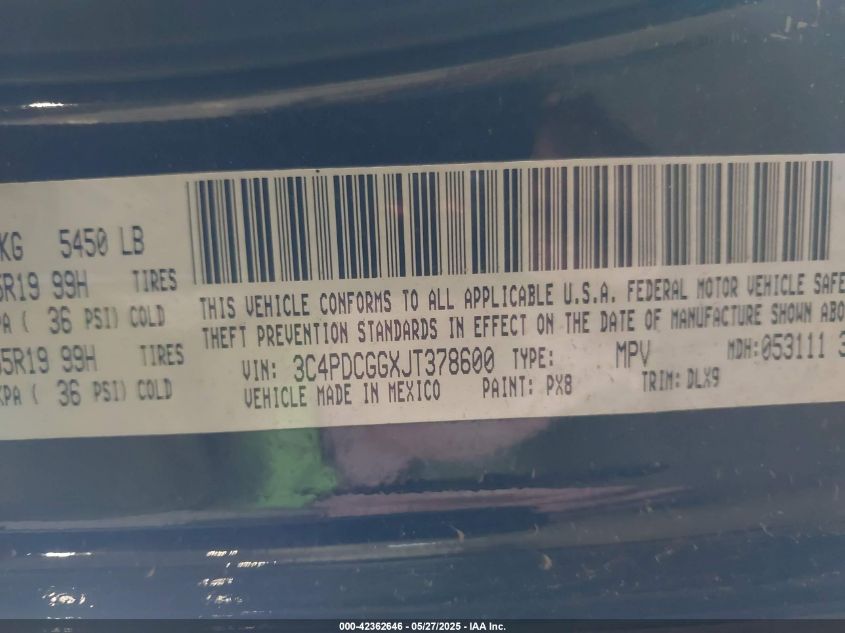 KG 5450 LB
5R19 99H TIRES
PA ( 36 PSI) COLD
55R19 99H TIRES
KPA ( 36 PSI) COLD
THIS VEHICLE CONFORMS TO ALL APPLICABLE U.S.A. FEDERAL MOTOR VEHICLE SAFE
THEFT PREVENTION STANDARDS IN EFFECT ON THE DATE OF MANUFACTURE SHOWN ABO
VIN: 3C4PDCGGXJT378600 TYPE: MPV MDH: 053111 3
VEHICLE MADE IN MEXICO PAINT: PX8 TRIM: DLX9
000-42362646 - 05/27/2025 - IAA Inc.